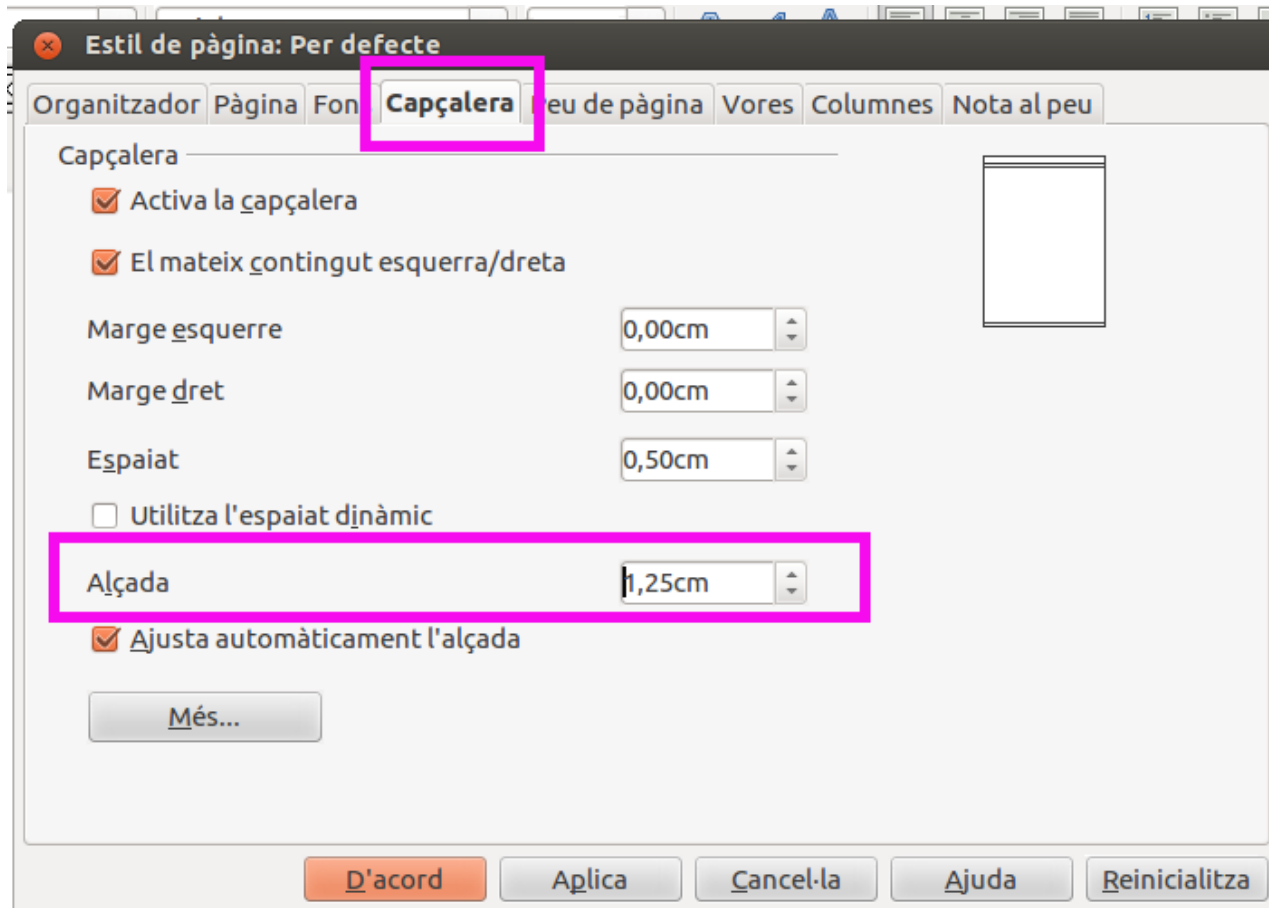 Estil de pàgina: Per defecte
Organitzador Pàgina Fon Capçalera Peu de pàgina Vores Columnes Nota al peu
Capçalera
Activa la capçalera
El mateix contingut esquerra/dreta
Marge esquerre 0,00cm
Marge dret 0,00cm
Espaiat 0,50cm
Utilitza l'espaiat dinàmic
Alçada 1,25cm
Ajusta automàticament l'alçada
Més...
D'acord Aplica Cancel·la Ajuda Reinicialitza